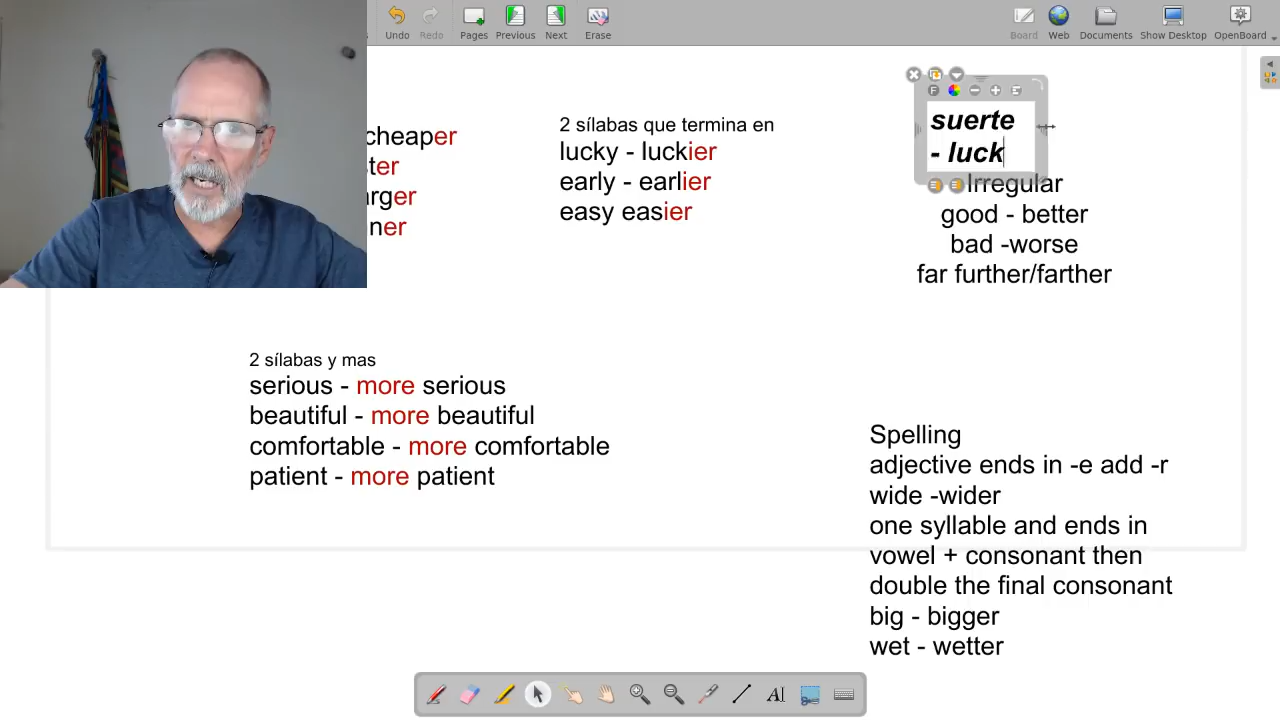 Undo
Redo
Pages
Previous
Next
Erase
Board
Web
Documents
Show Desktop
OpenBoard
cheaper
ter
rger
ner
2 sílabas que termina en
lucky - luckier
early - earlier
easy easier
suerte
- luck
Irregular
good - better
bad -worse
far further/farther
2 sílabas y mas
serious - more serious
beautiful - more beautiful
comfortable - more comfortable
patient - more patient
Spelling
adjective ends in -e add -r
wide -wider
one syllable and ends in
vowel + consonant then
double the final consonant
big - bigger
wet - wetter